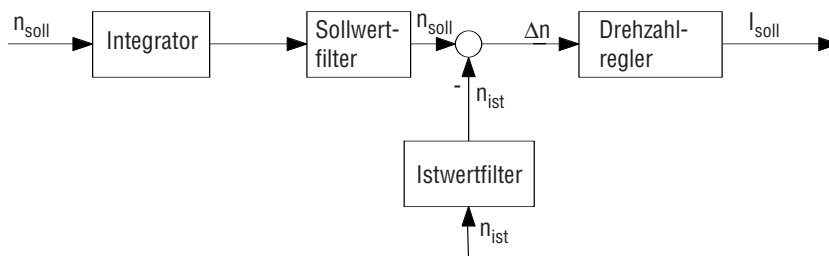 n_soll
Integrator
Sollwert-
filter
n_soll
Δn
Drehzahl-
regler
I_soll
-
n_ist
Istwertfilter
n_ist